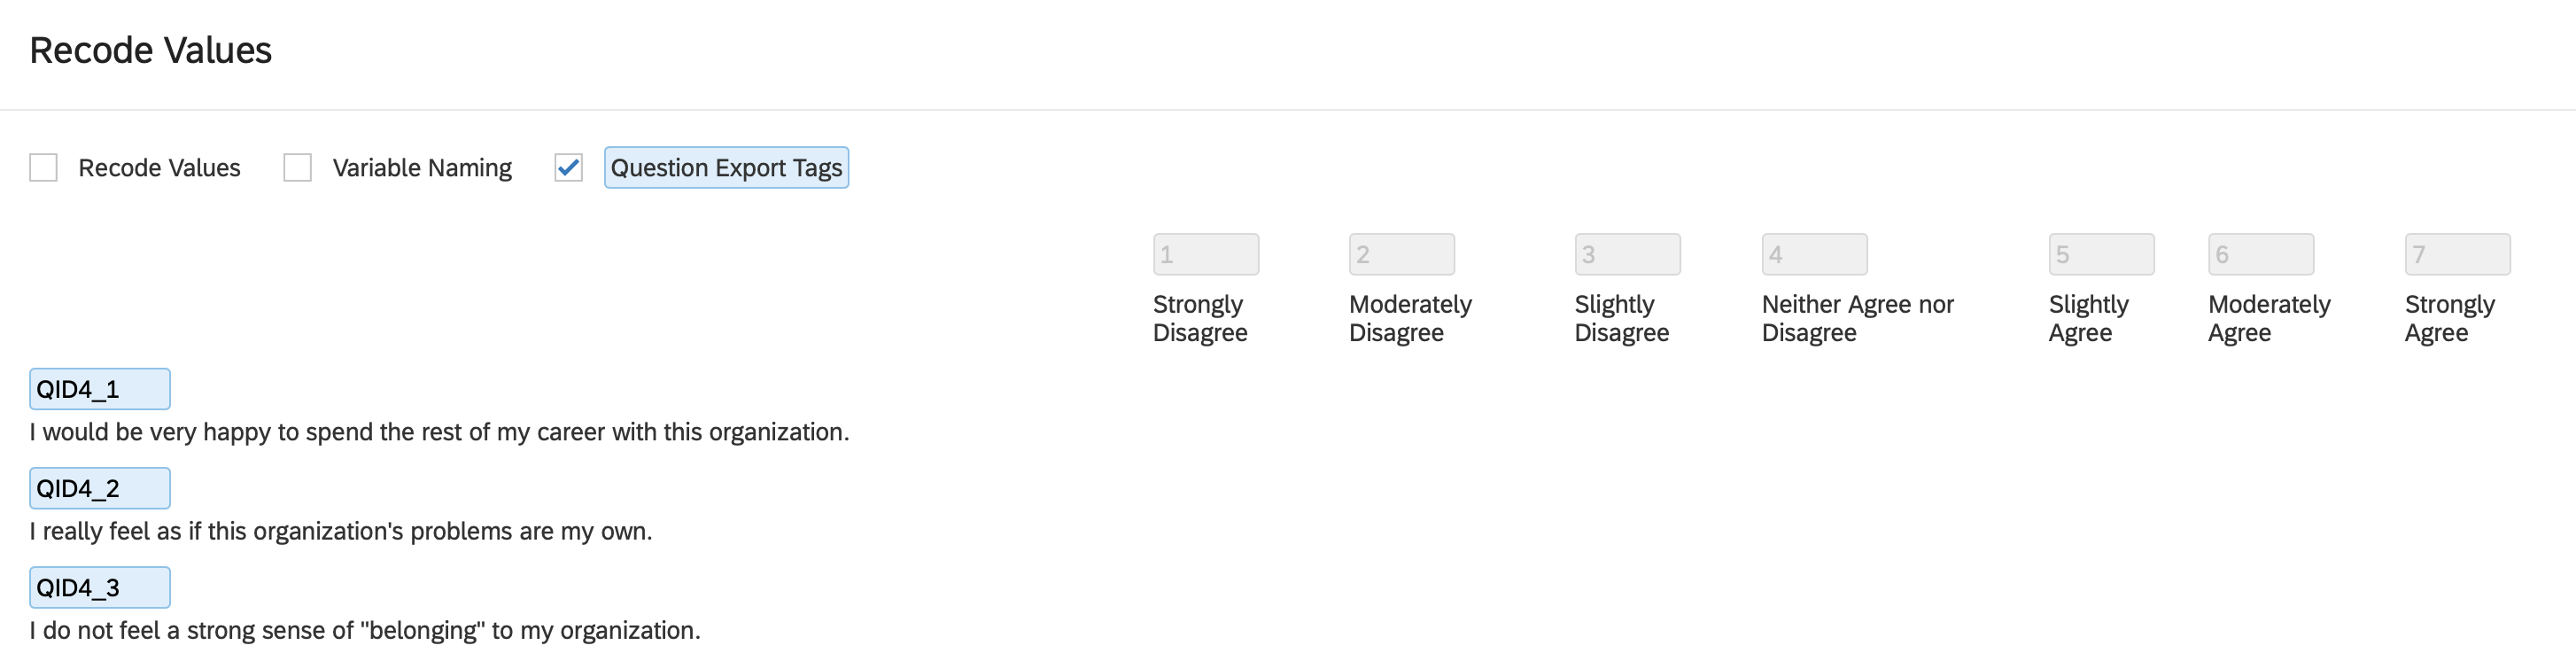 Recode Values
Recode Values Variable Naming Question Export Tags
1 2 3 4 5 6 7
Strongly Moderately Slightly Neither Agree nor Slightly Moderately Strongly
Disagree Disagree Disagree Disagree Agree Agree Agree
QID4_1
I would be very happy to spend the rest of my career with this organization.
QID4_2
I really feel as if this organization's problems are my own.
QID4_3
I do not feel a strong sense of "belonging" to my organization.